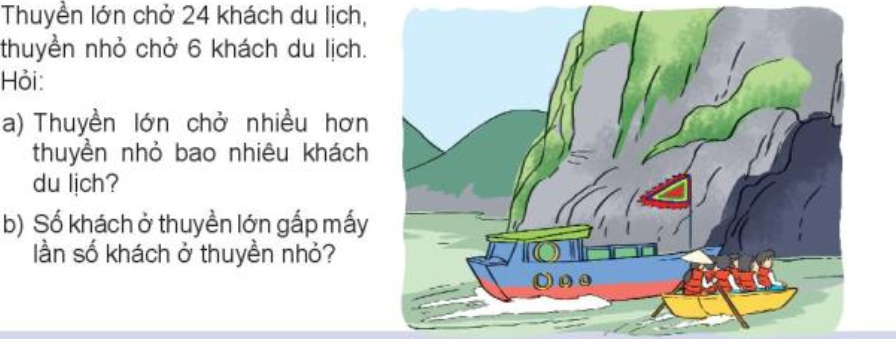 Thuyền lớn chở 24 khách du lịch,
thuyền nhỏ chở 6 khách du lịch.
Hỏi:
a) Thuyền lớn chở nhiều hơn
thuyền nhỏ bao nhiêu khách
du lịch?
b) Số khách ở thuyền lớn gấp mấy
lần số khách ở thuyền nhỏ?